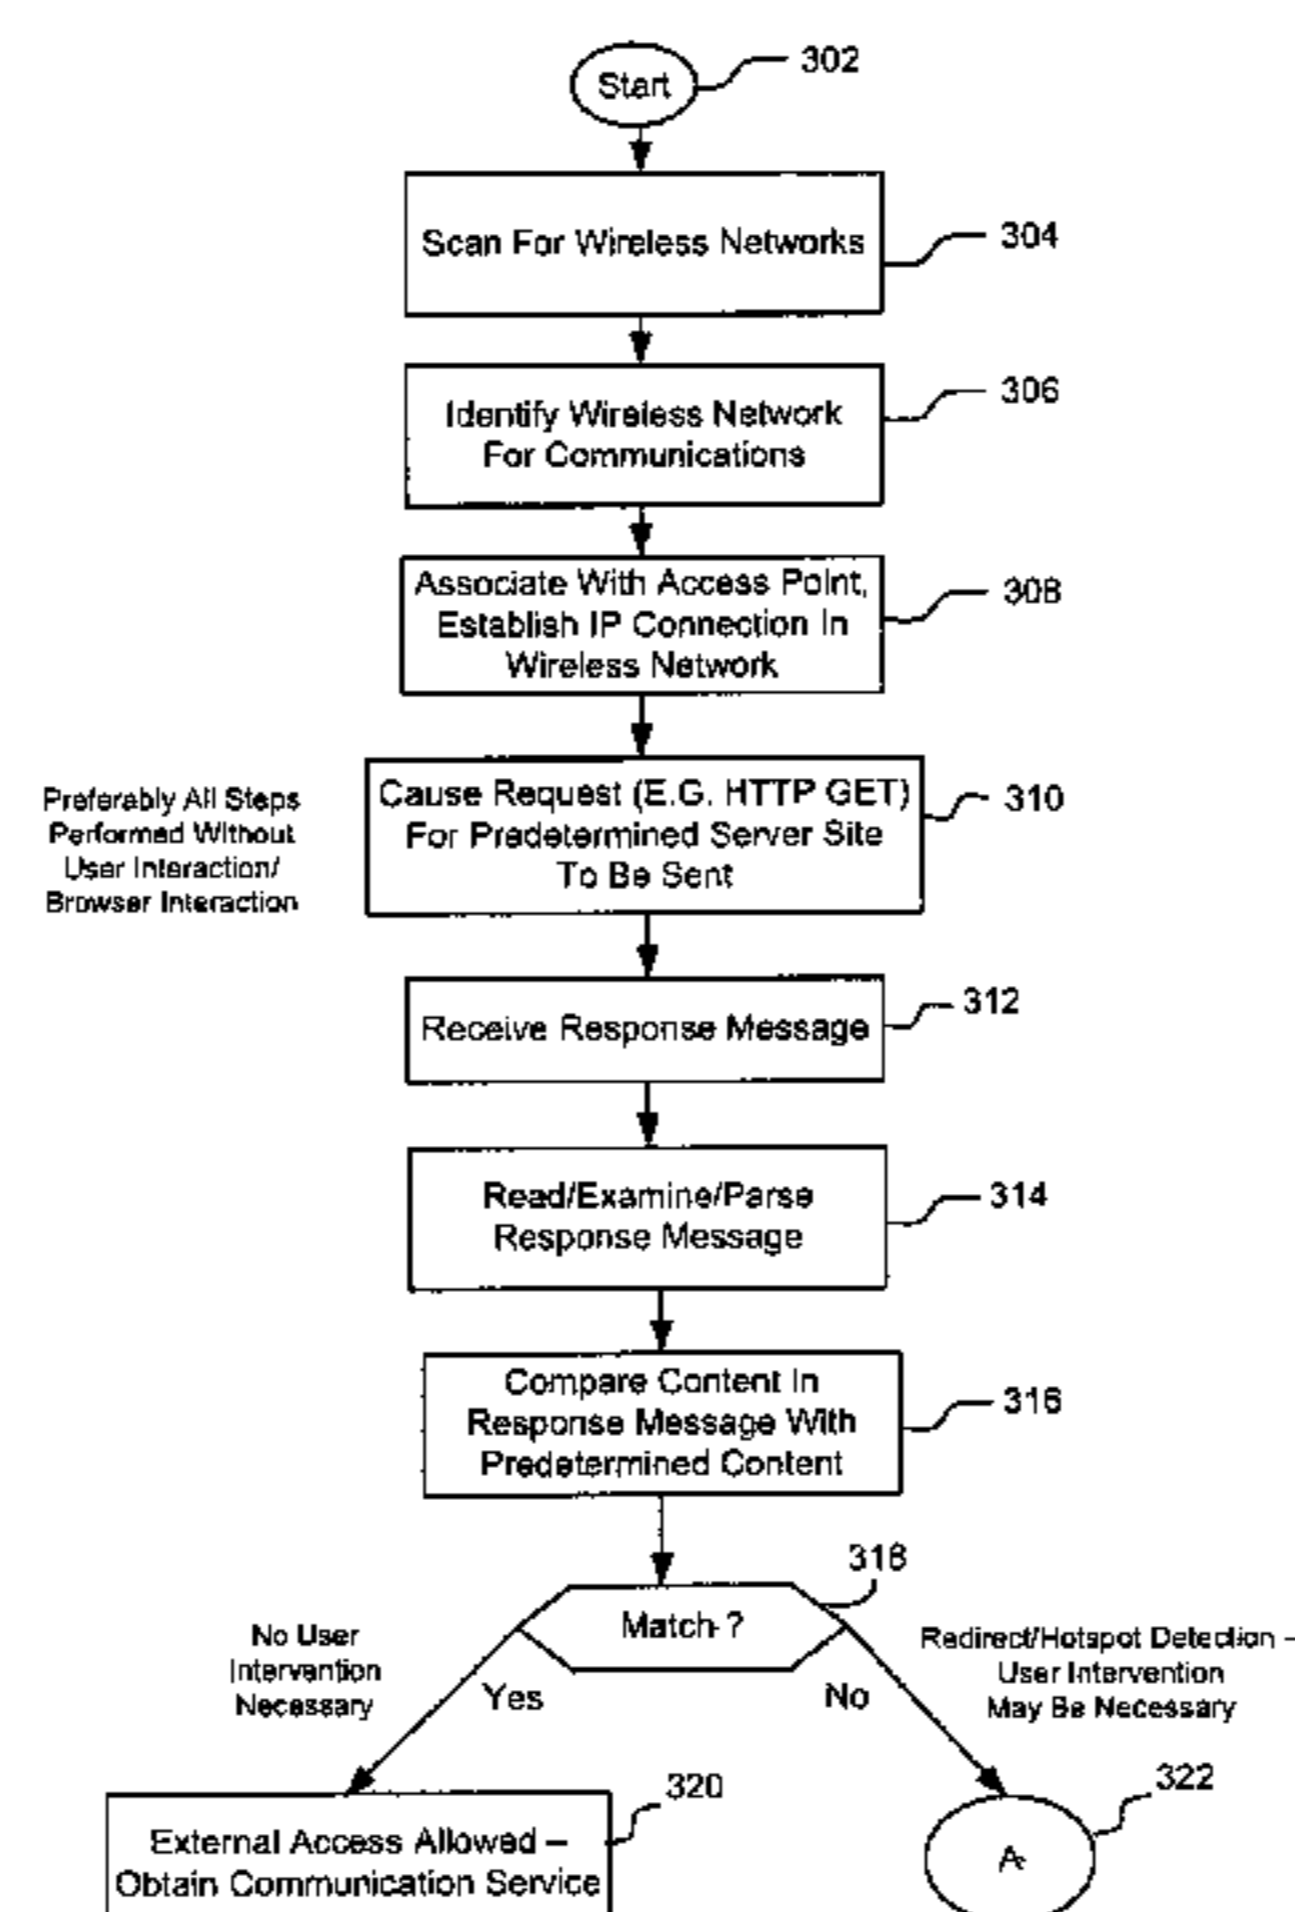 Start
302
Scan For Wireless Networks
304
Identify Wireless Network
For Communications
306
Associate With Access Point,
Establish IP Connection In
Wireless Network
308
Preferably All Steps
Performed Without
User Interaction/
Browser Interaction
Cause Request (E.G. HTTP GET)
For Predetermined Server Site
To Be Sent
310
Receive Response Message
312
Read/Examine/Parse
Response Message
314
Compare Content In
Response Message With
Predetermined Content
316
Match ?
318
No User
Intervention
Necessary
Yes
No
Redirect/Hotspot Detection –
User Intervention
May Be Necessary
External Access Allowed –
Obtain Communication Service
320
A
322